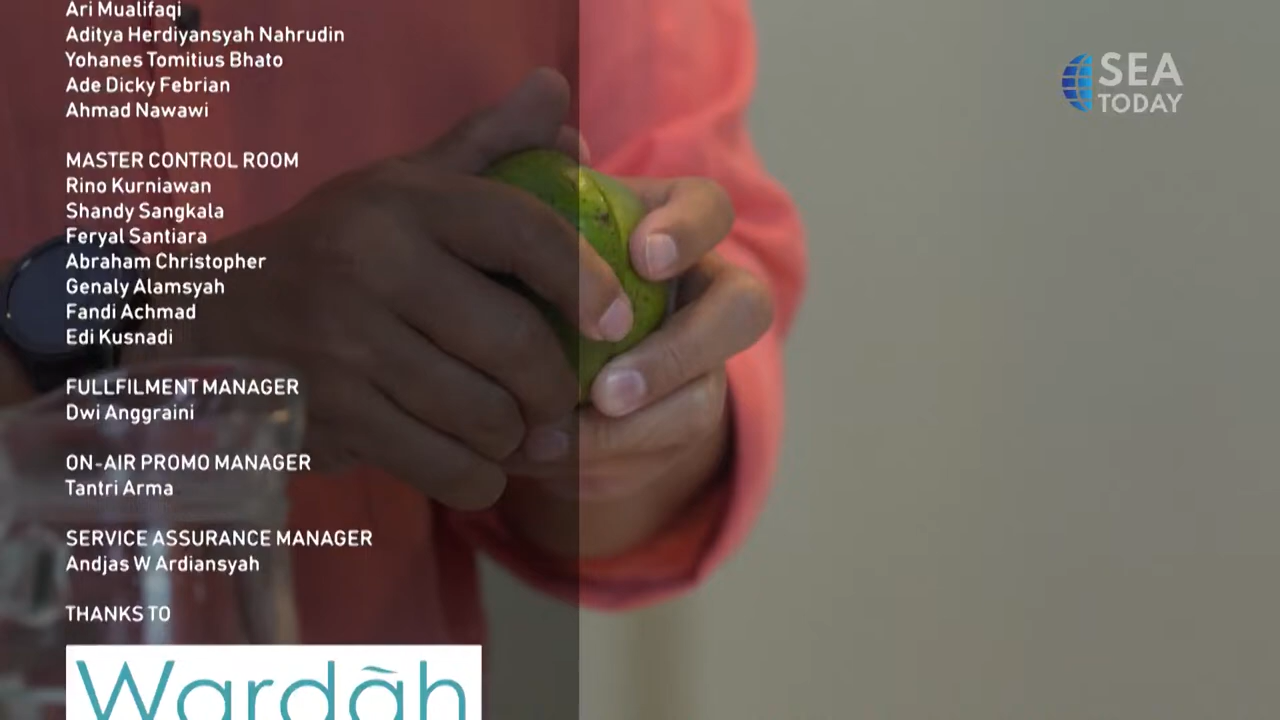 Ari Mualifaqi
Aditya Herdiyansyah Nahrudin
Yohanes Tomitius Bhato
Ade Dicky Febrian
Ahmad Nawawi
MASTER CONTROL ROOM
Rino Kurniawan
Shandy Sangkala
Feryal Santiara
Abraham Christopher
Genaly Alamsyah
Fandi Achmad
Edi Kusnadi
FULLFILMENT MANAGER
Dwi Anggraini
ON-AIR PROMO MANAGER
Tantri Arma
SERVICE ASSURANCE MANAGER
Andjas W Ardiansyah
THANKS TO
Wardàh
SEA
TODAY